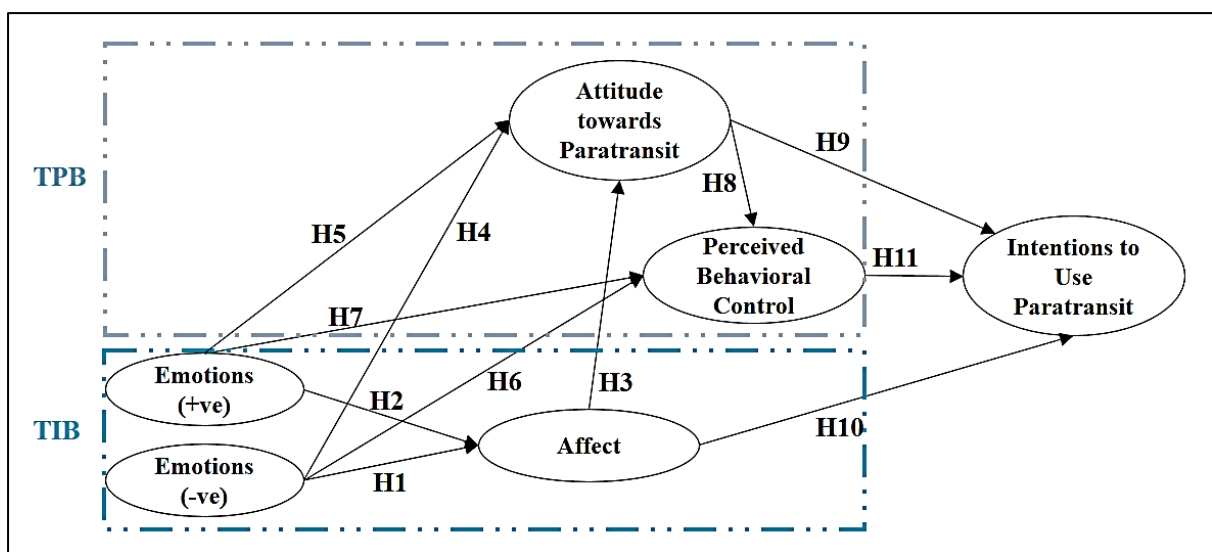 Attitude
towards
Paratransit
H9
TPB
H8
H5
H4
Perceived
Behavioral
Control
H11
Intentions to
Use
Paratransit
H7
Emotions
(+ve)
H6
H3
H2
TIB
Affect
H10
Emotions
(-ve)
H1